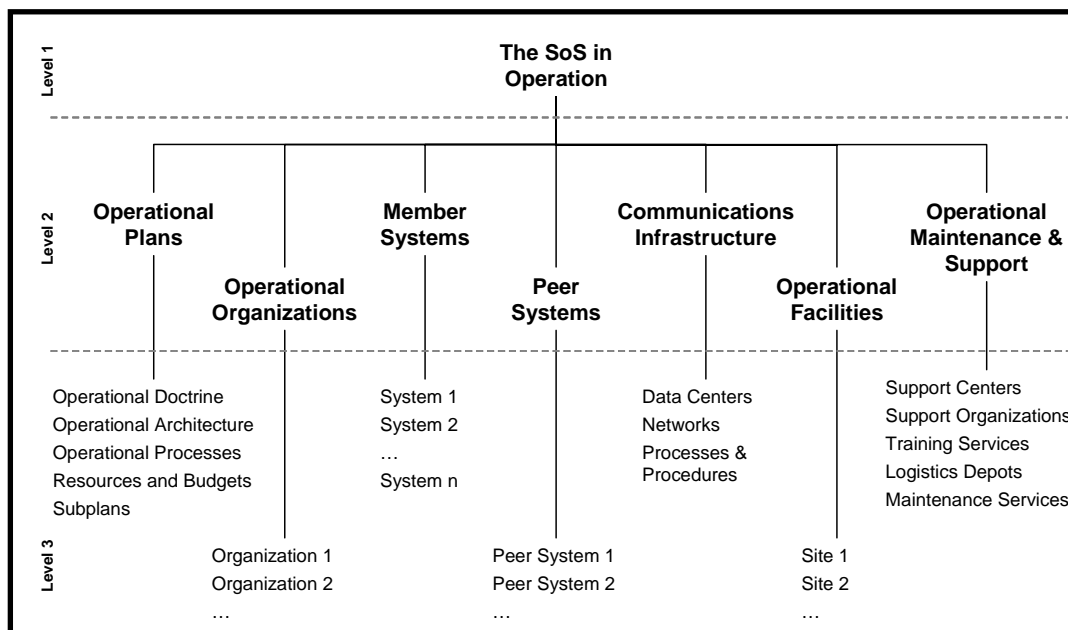 Level 1
The SoS in
Operation
Level 2
Operational
Plans
Member
Systems
Communications
Infrastructure
Operational
Maintenance &
Support
Operational
Organizations
Peer
Systems
Operational
Facilities
Level 3
Operational Doctrine
Operational Architecture
Operational Processes
Resources and Budgets
Subplans
System 1
System 2
…
System n
Data Centers
Networks
Processes &
Procedures
Support Centers
Support Organizations
Training Services
Logistics Depots
Maintenance Services
Organization 1
Organization 2
…
Peer System 1
Peer System 2
…
Site 1
Site 2
…